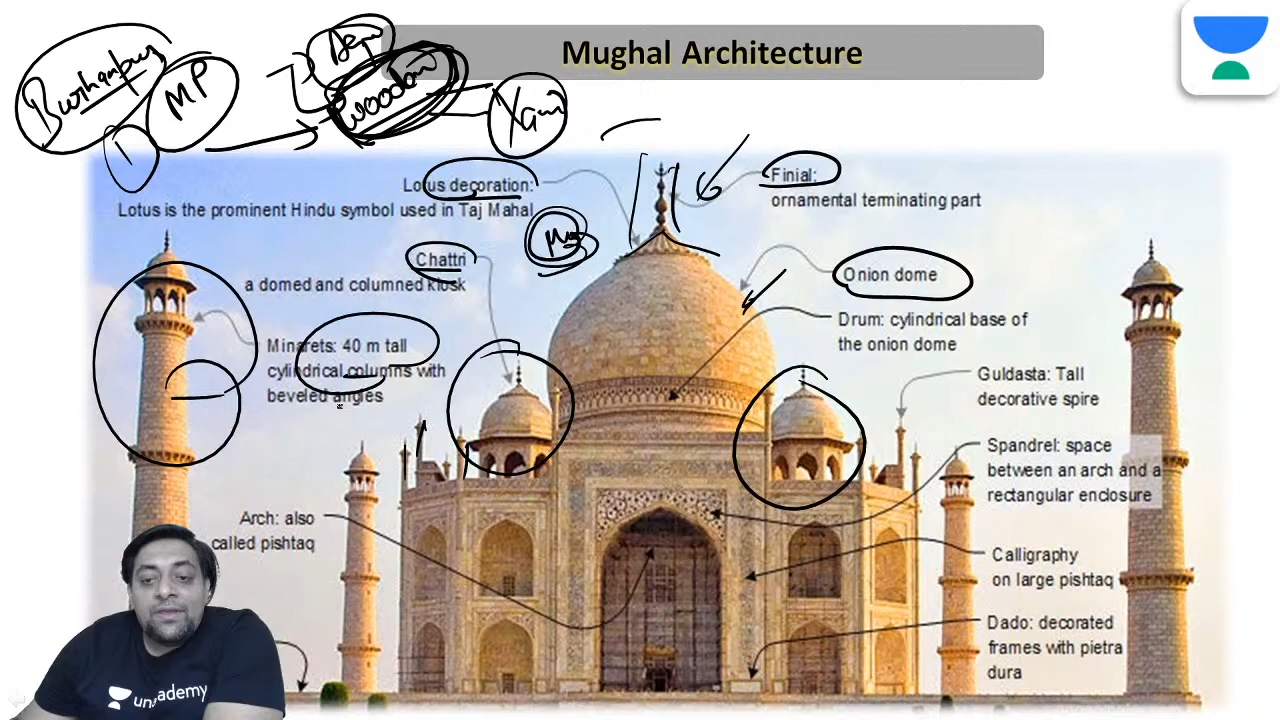 Mughal Architecture
Burhanpur
MP
Lotus decoration:
Lotus is the prominent Hindu symbol used in Taj Mahal
Finial:
ornamental terminating part
Chattri
a domed and columned kiosk
Onion dome
Minarets: 40 m tall
cylindrical columns with
beveled angles
Drum: cylindrical base of
the onion dome
Guldasta: Tall
decorative spire
Spandrel: space
between an arch and a
rectangular enclosure
Arch: also
called pishtaq
Calligraphy
on large pishtaq
Dado: decorated
frames with pietra
dura
unacademy